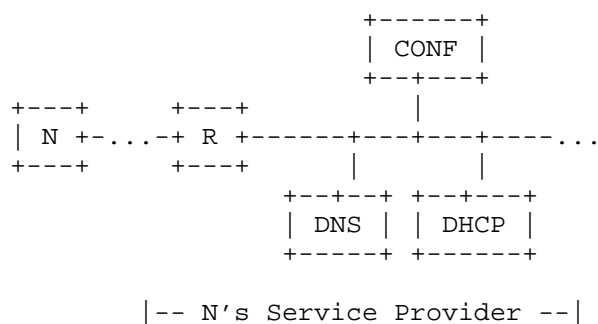 CONF
N
...
R
...
DNS
DHCP
|-- N's Service Provider --|